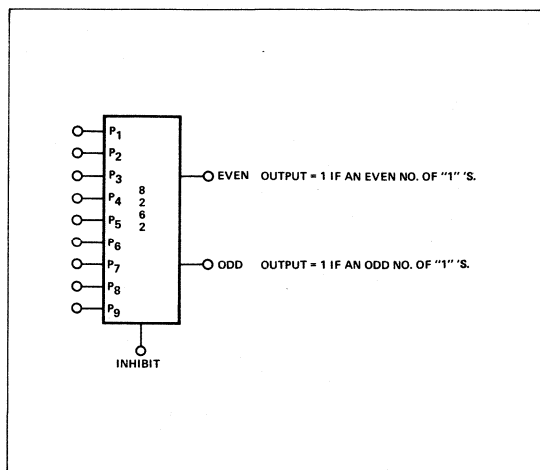 P1
P2
P3
P4
P5
P6
P7
P8
P9
8
2
6
2
EVEN OUTPUT = 1 IF AN EVEN NO. OF "1" 'S.
ODD OUTPUT = 1 IF AN ODD NO. OF "1" 'S.
INHIBIT